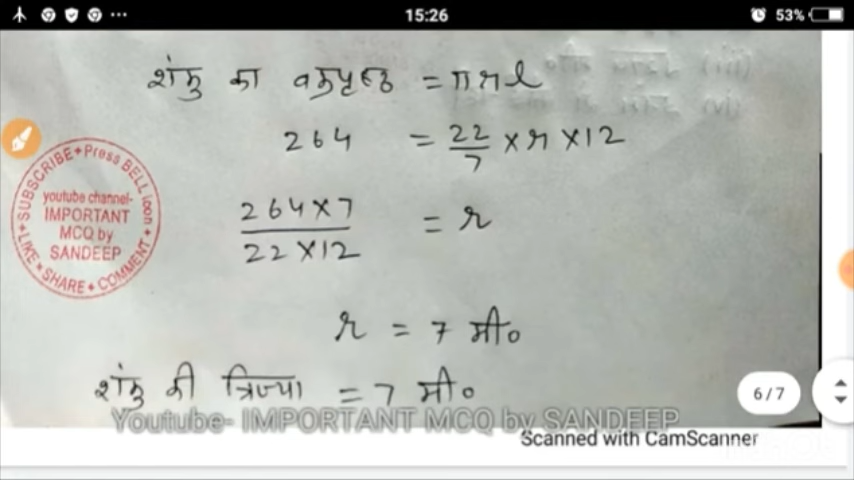 15:26
53%
शंकु का वक्रपृष्ठ = πrl
264 = 22/7 × r × 12
264×7/22×12 = r
r = 7 मी०
शंकु की त्रिज्या = 7 मी०
SUBSCRIBE Press BELL icon
youtube channel-
IMPORTANT
MCQ by
SANDEEP
LIKE SHARE COMMENT
6/7
Youtube- IMPORTANT MCQ by SANDEEP
Scanned with CamScanner